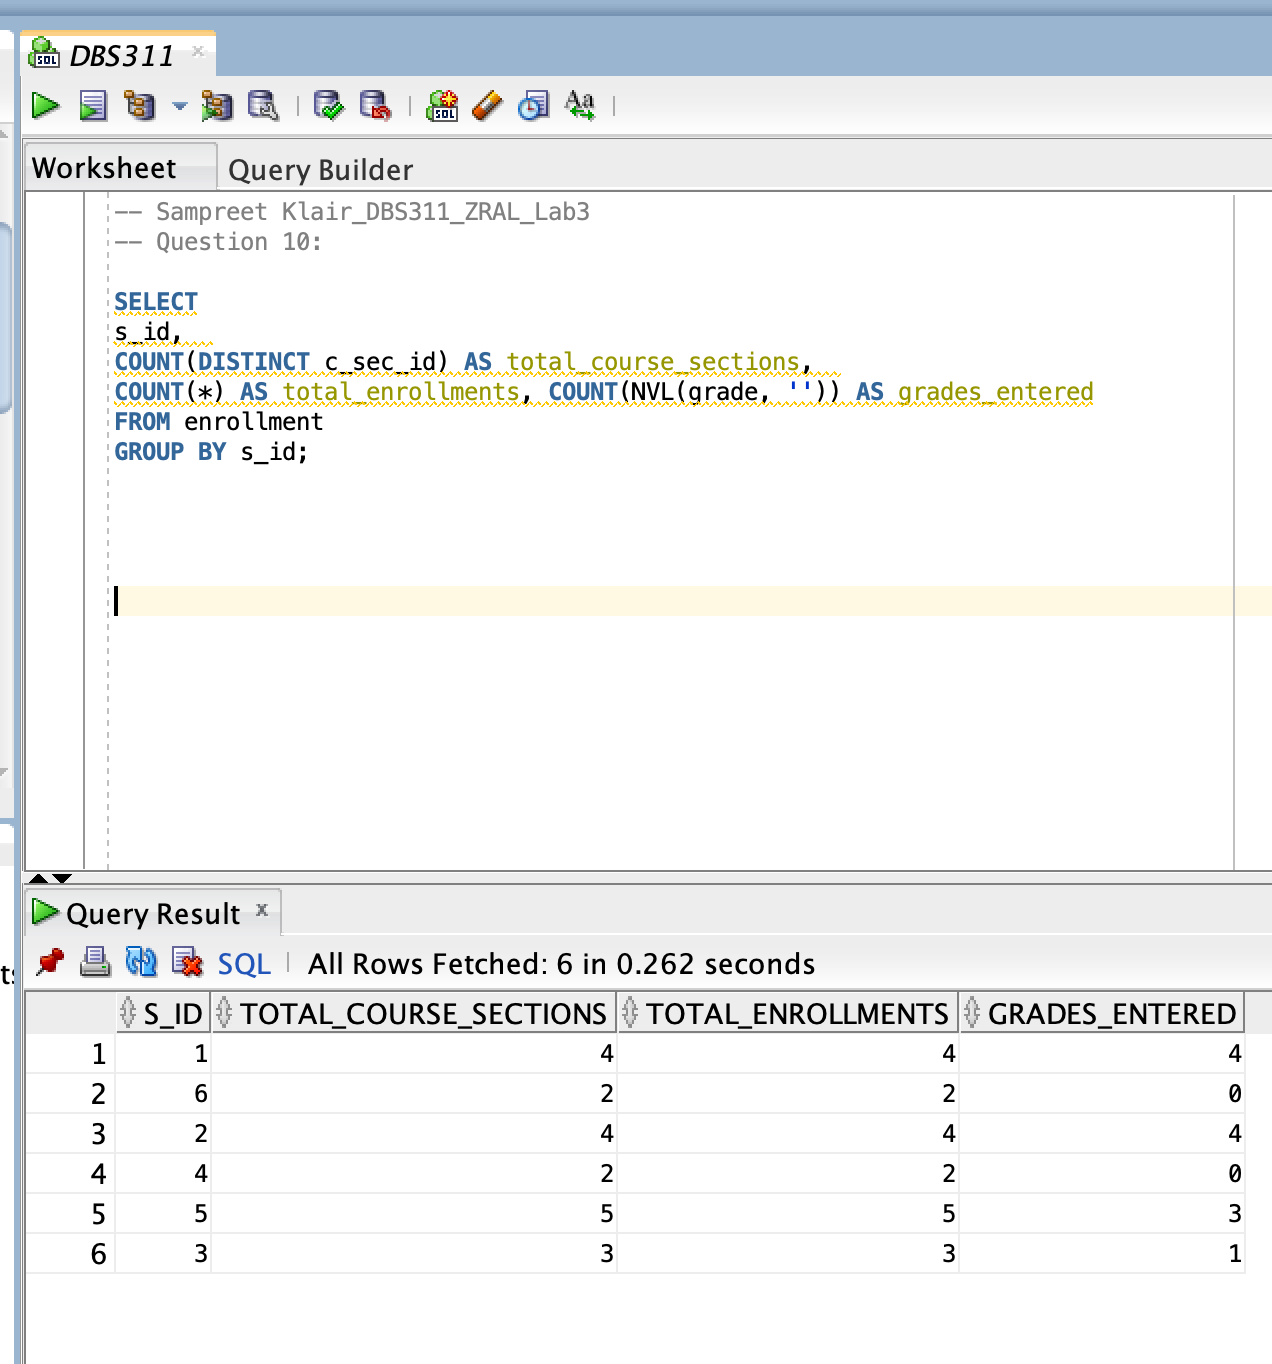 DBS311
Worksheet Query Builder
-- Sampreet Klair_DBS311_ZRAL_Lab3
-- Question 10:
SELECT
s_id,
COUNT(DISTINCT c_sec_id) AS total_course_sections,
COUNT(*) AS total_enrollments, COUNT(NVL(grade, '')) AS grades_entered
FROM enrollment
GROUP BY s_id;
Query Result
SQL All Rows Fetched: 6 in 0.262 seconds
S_ID TOTAL_COURSE_SECTIONS TOTAL_ENROLLMENTS GRADES_ENTERED
1 1 4 4 4
2 6 2 2 0
3 2 4 4 4
4 4 2 2 0
5 5 5 5 3
6 3 3 3 1